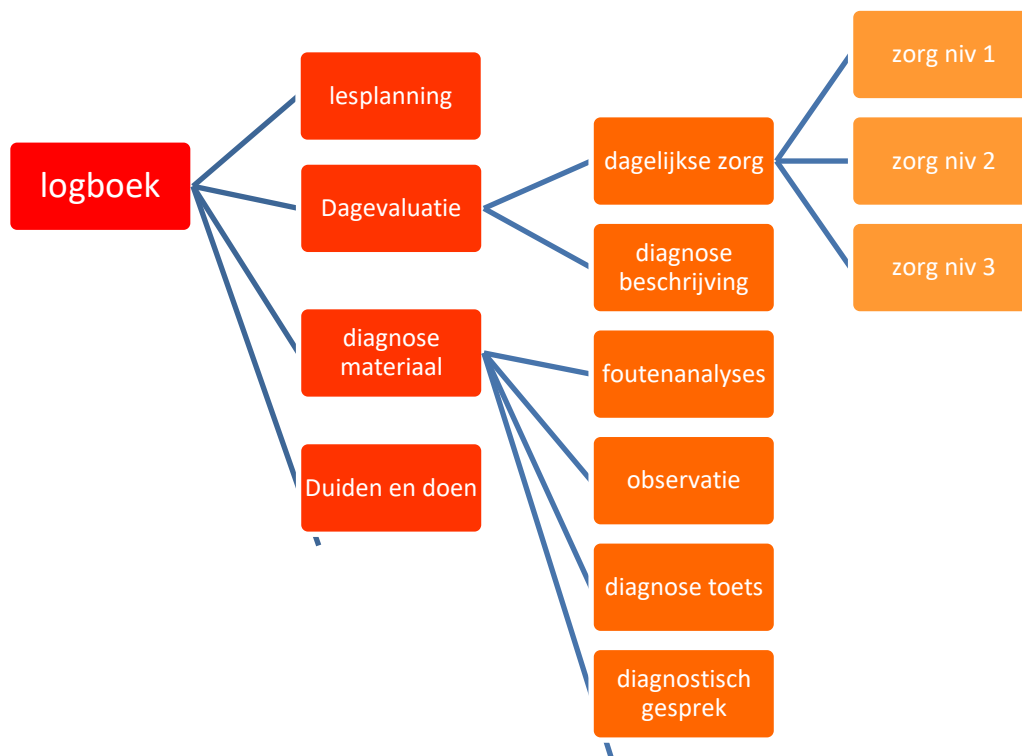 logboek
lesplanning
Dagevaluatie
diagnose
materiaal
Duiden en doen
dagelijkse zorg
diagnose
beschrijving
foutenanalyses
observatie
diagnose toets
diagnostisch
gesprek
zorg niv 1
zorg niv 2
zorg niv 3